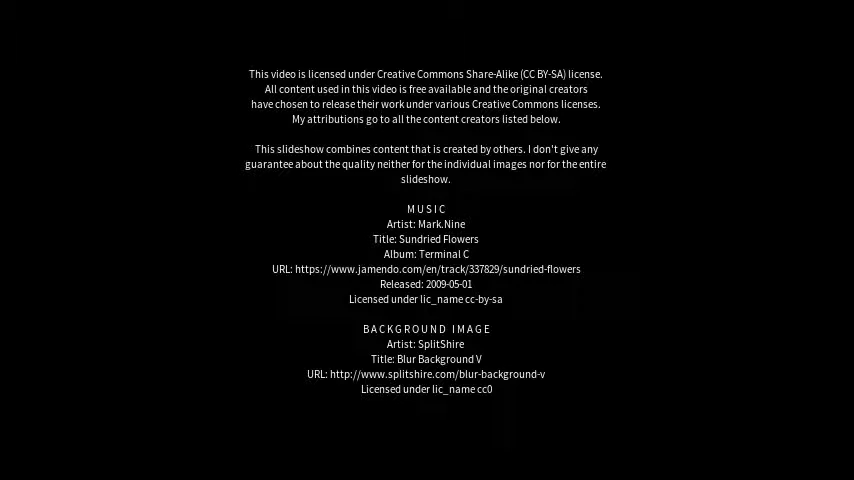 This video is licensed under Creative Commons Share-Alike (CC BY-SA) license.
All content used in this video is free available and the original creators
have chosen to release their work under various Creative Commons licenses.
My attributions go to all the content creators listed below.
This slideshow combines content that is created by others. I don't give any
guarantee about the quality neither for the individual images nor for the entire
slideshow.
MUSIC
Artist: Mark.Nine
Title: Sundried Flowers
Album: Terminal C
URL: https://www.jamendo.com/en/track/337829/sundried-flowers
Released: 2009-05-01
Licensed under lic_name cc-by-sa
BACKGROUND IMAGE
Artist: SplitShire
Title: Blur Background V
URL: http://www.splitshire.com/blur-background-v
Licensed under lic_name cc0